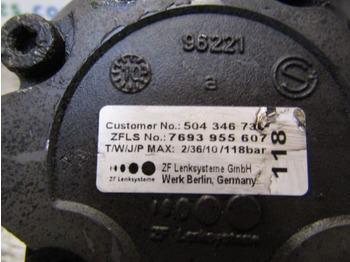 96221
a
Customer No.: 504 346 73
ZFLS No.: 7693 955 607
T/W/J/P MAX: 2/36/10/118bar
118
ZF Lenksysteme GmbH
ZF Lenksysteme Werk Berlin, Germany
ZF Lenksysteme